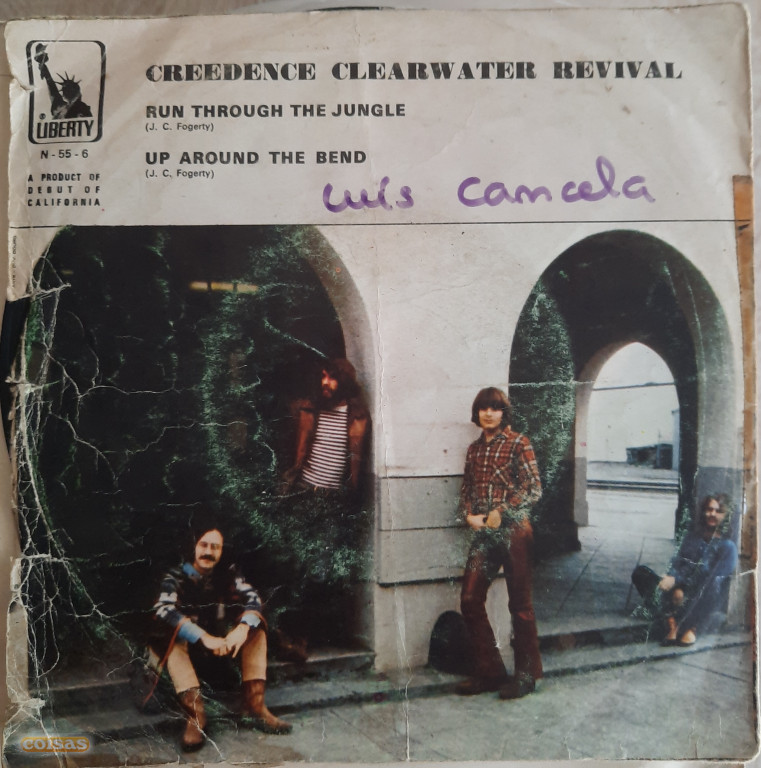 CREEDENCE CLEARWATER REVIVAL
RUN THROUGH THE JUNGLE
(J. C. Fogerty)
UP AROUND THE BEND
(J. C. Fogerty)
LIBERTY
N - 55 - 6
A PRODUCT OF
DEBUT OF
CALIFORNIA
Luís Cancela
coisas